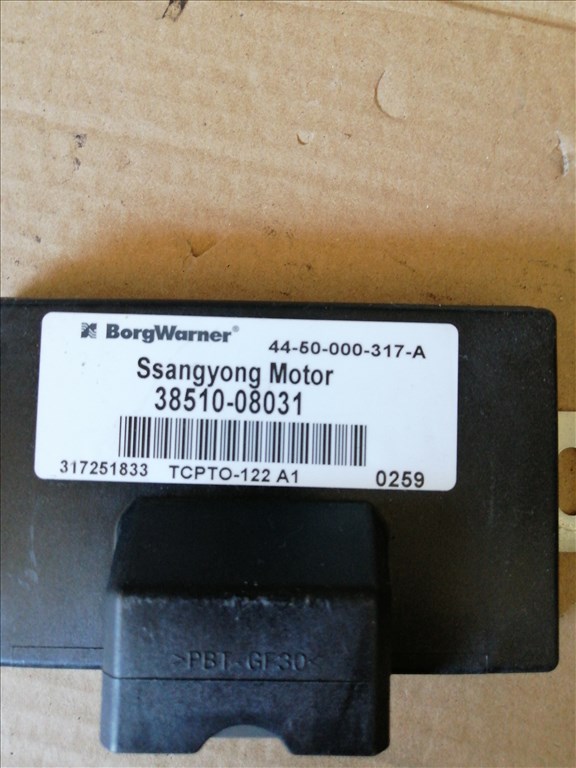 BorgWarner®
44-50-000-317-A
Ssangyong Motor
38510-08031
317251833 TCPTO-122 A1 0259
>PBT-GF30<